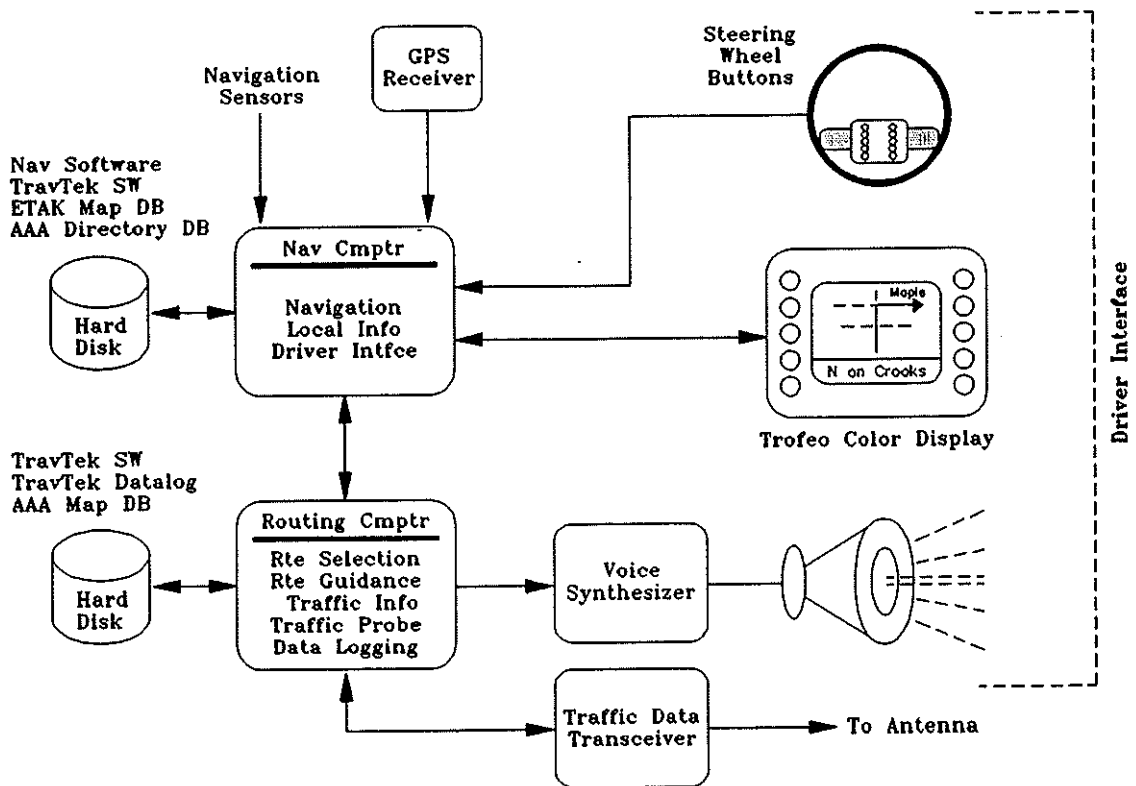 Navigation
Sensors
GPS
Receiver
Steering
Wheel
Buttons
Nav Software
TravTek SW
ETAK Map DB
AAA Directory DB
Hard
Disk
Nav Cmptr
Navigation
Local Info
Driver Intfce
Maple
N on Crooks
Trofeo Color Display
Driver Interface
TravTek SW
TravTek Datalog
AAA Map DB
Hard
Disk
Routing Cmptr
Rte Selection
Rte Guidance
Traffic Info
Traffic Probe
Data Logging
Voice
Synthesizer
Traffic Data
Transceiver
To Antenna